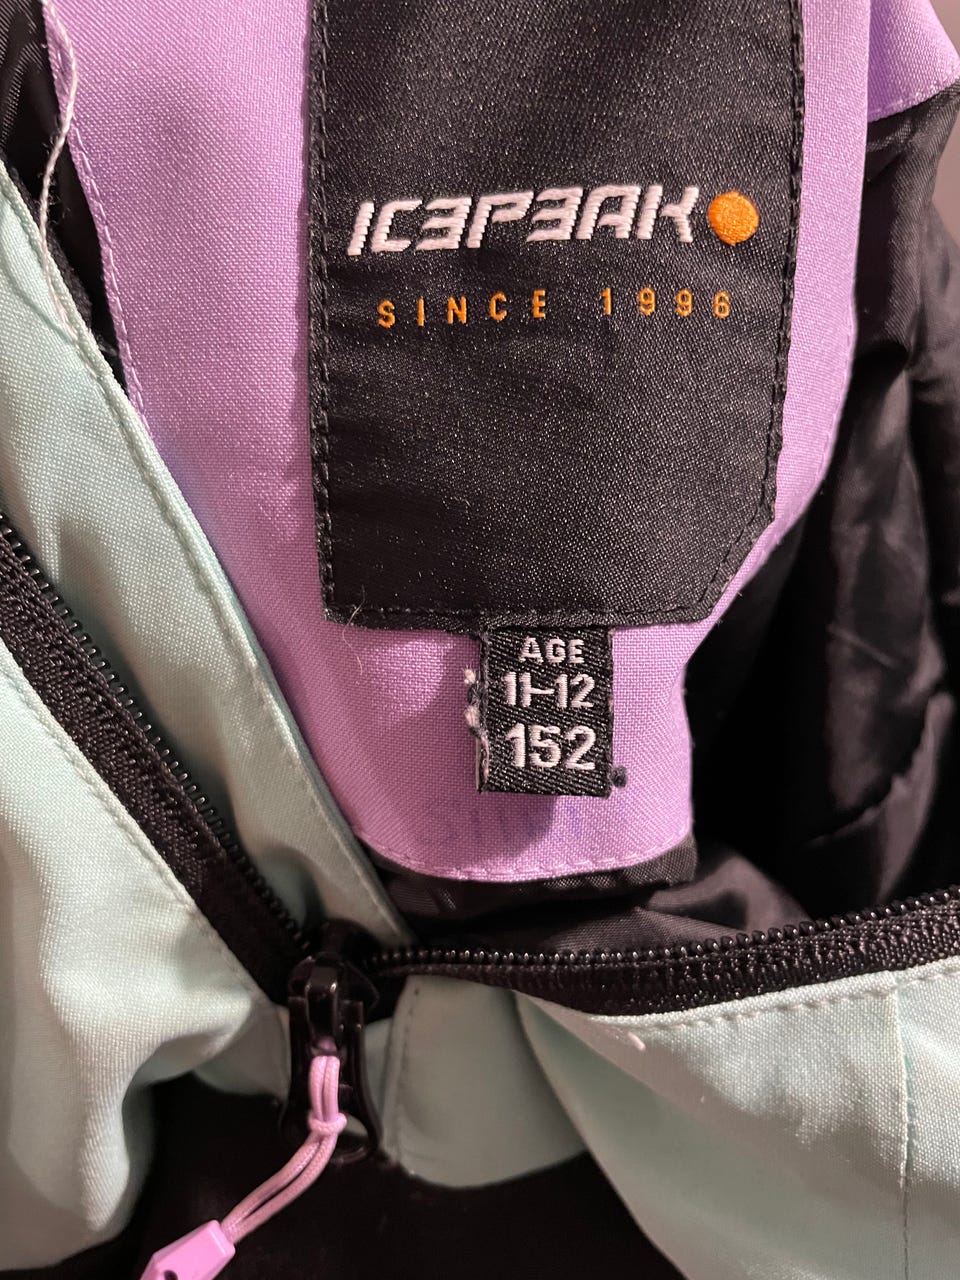 ICEPEAK
SINCE 1996
AGE
11-12
152